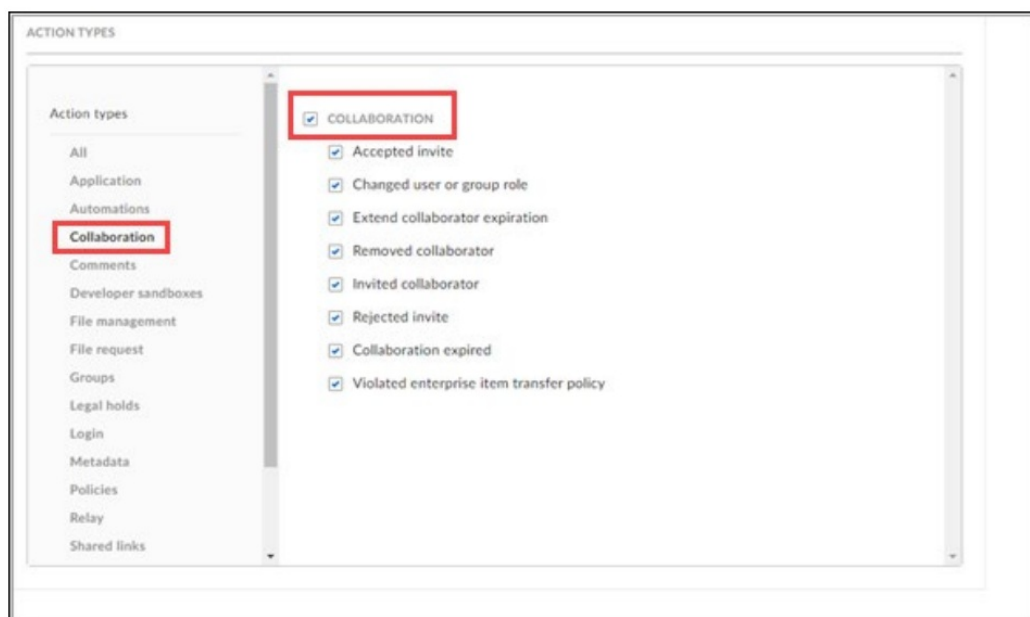 ACTION TYPES
Action types
All
Application
Automations
Collaboration
Comments
Developer sandboxes
File management
File request
Groups
Legal holds
Login
Metadata
Policies
Relay
Shared links
COLLABORATION
Accepted invite
Changed user or group role
Extend collaborator expiration
Removed collaborator
Invited collaborator
Rejected invite
Collaboration expired
Violated enterprise item transfer policy